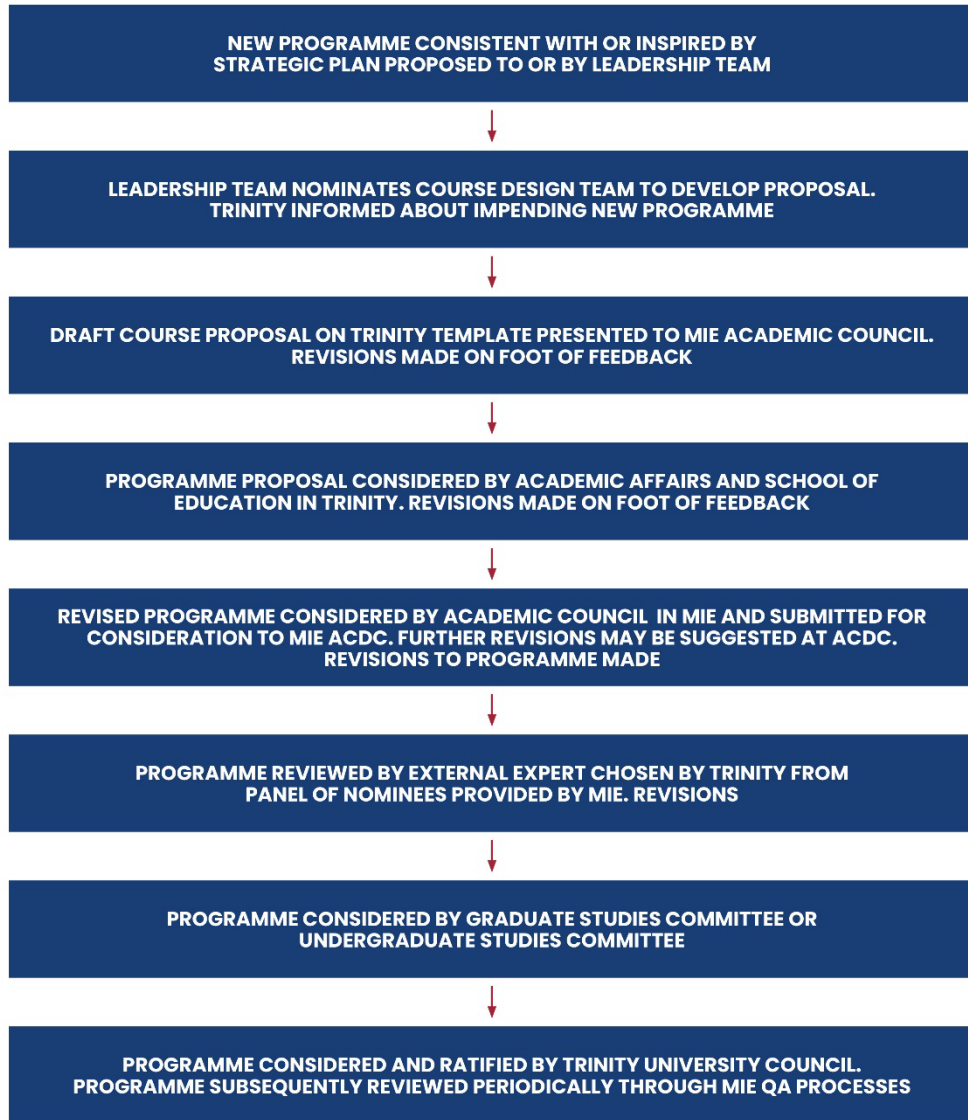 NEW PROGRAMME CONSISTENT WITH OR INSPIRED BY
STRATEGIC PLAN PROPOSED TO OR BY LEADERSHIP TEAM
LEADERSHIP TEAM NOMINATES COURSE DESIGN TEAM TO DEVELOP PROPOSAL.
TRINITY INFORMED ABOUT IMPENDING NEW PROGRAMME
DRAFT COURSE PROPOSAL ON TRINITY TEMPLATE PRESENTED TO MIE ACADEMIC COUNCIL.
REVISIONS MADE ON FOOT OF FEEDBACK
PROGRAMME PROPOSAL CONSIDERED BY ACADEMIC AFFAIRS AND SCHOOL OF
EDUCATION IN TRINITY. REVISIONS MADE ON FOOT OF FEEDBACK
REVISED PROGRAMME CONSIDERED BY ACADEMIC COUNCIL IN MIE AND SUBMITTED FOR
CONSIDERATION TO MIE ACDC. FURTHER REVISIONS MAY BE SUGGESTED AT ACDC.
REVISIONS TO PROGRAMME MADE
PROGRAMME REVIEWED BY EXTERNAL EXPERT CHOSEN BY TRINITY FROM
PANEL OF NOMINEES PROVIDED BY MIE. REVISIONS
PROGRAMME CONSIDERED BY GRADUATE STUDIES COMMITTEE OR
UNDERGRADUATE STUDIES COMMITTEE
PROGRAMME CONSIDERED AND RATIFIED BY TRINITY UNIVERSITY COUNCIL.
PROGRAMME SUBSEQUENTLY REVIEWED PERIODICALLY THROUGH MIE QA PROCESSES